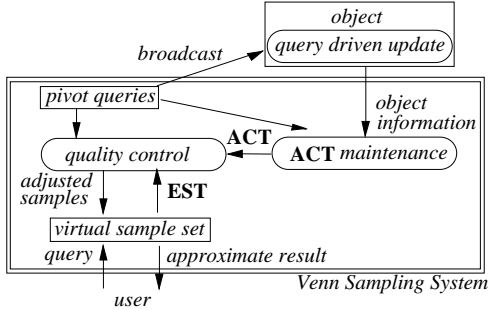 object
query driven update
broadcast
pivot queries
object
information
ACT
quality control
ACT maintenance
adjusted
samples
EST
virtual sample set
query
approximate result
Venn Sampling System
user